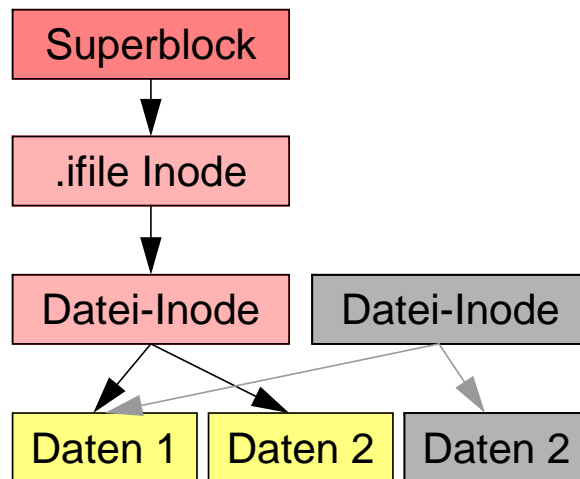 Superblock
.ifile Inode
Datei-Inode
Datei-Inode
Daten 1
Daten 2
Daten 2